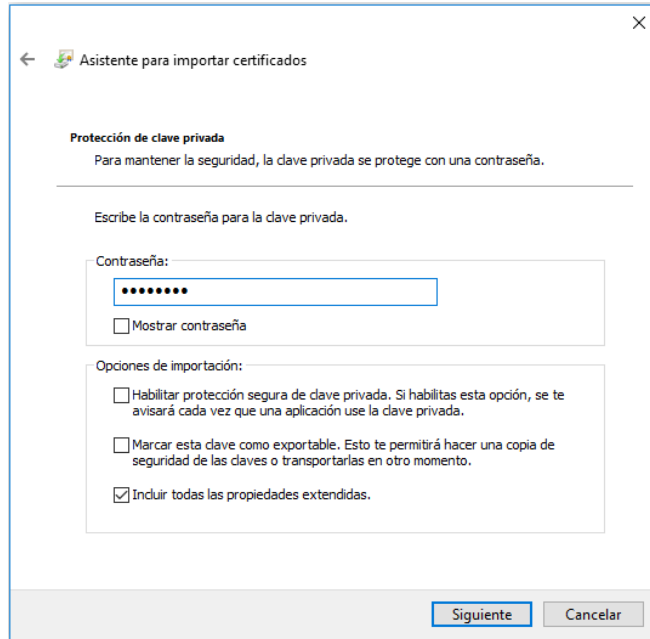 Asistente para importar certificados
Protección de clave privada
Para mantener la seguridad, la clave privada se protege con una contraseña.
Escribe la contraseña para la clave privada.
Contraseña:
••••••••
Mostrar contraseña
Opciones de importación:
Habilitar protección segura de clave privada. Si habilitas esta opción, se te
avisará cada vez que una aplicación use la clave privada.
Marcar esta clave como exportable. Esto te permitirá hacer una copia de
seguridad de las claves o transportarlas en otro momento.
Incluir todas las propiedades extendidas.
Siguiente
Cancelar